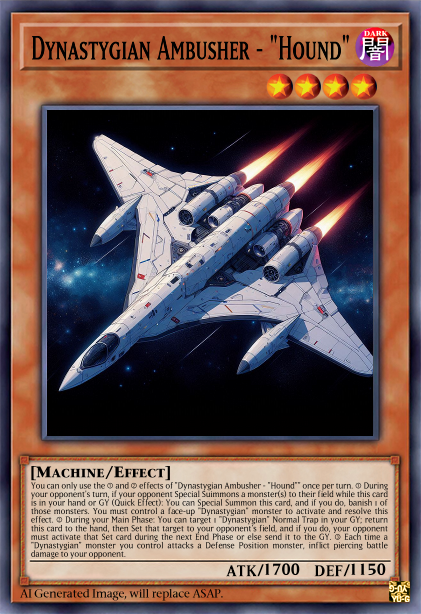 DYNASTYGIAN AMBUSHER - "HOUND"
DARK
闇
[MACHINE/EFFECT]
You can only use the ① and ② effects of "Dynastygian Ambusher - "Hound"" once per turn. ① During
your opponent's turn, if your opponent Special Suimmons a monster(s) to their field while this card
is in your hand or GY (Quick Effect): You can Special Summon this card, and if you do, banish 1 of
those monsters. You must control a face-up "Dynastygian" monster to activate and resolve this
effect. ② During your Main Phase: You can target 1 "Dynastygian" Normal Trap in your GY; return
this card to the hand, then Set that target to your opponent's field, and if you do, your opponent
must activate that Set card during the next End Phase or else send it to the GY. ③ Each time a
"Dynastygian" monster you control attacks a Defense Position monster, inflict piercing battle
damage to your opponent.
ATK/1700 DEF/1150
AI Generated Image, will replace ASAP.